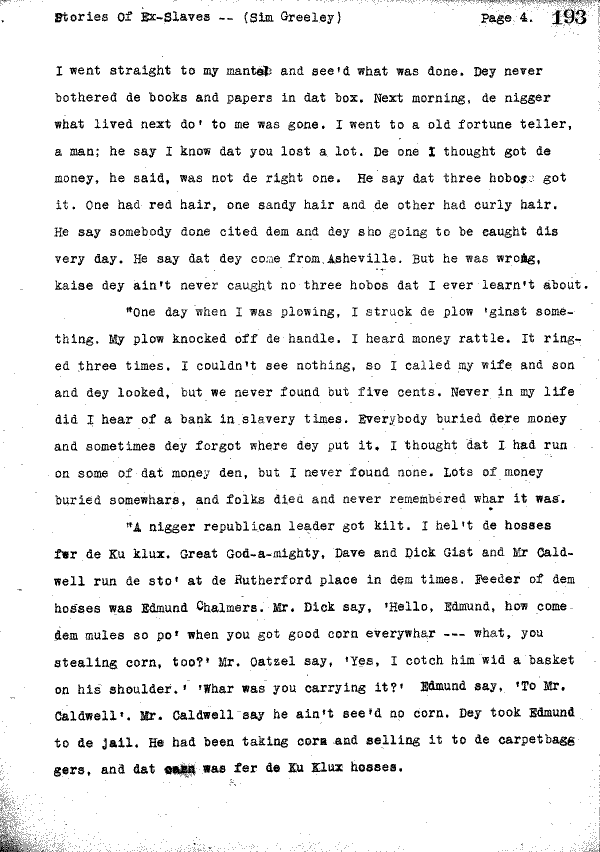 Stories Of Ex-Slaves -- (Sim Greeley) Page 4. 193
I went straight to my mantel and see'd what was done. Dey never
bothered de books and papers in dat box. Next morning, de nigger
what lived next do' to me was gone. I went to a old fortune teller,
a man; he say I know dat you lost a lot. De one I thought got de
money, he said, was not de right one. He say dat three hobos got
it. One had red hair, one sandy hair and de other had curly hair.
He say somebody done cited dem and dey sho going to be caught dis
very day. He say dat dey come from Asheville. But he was wrong,
kaise dey ain't never caught no three hobos dat I ever learn't about.
"One day when I was plowing, I struck de plow 'ginst some-
thing. My plow knocked off de handle. I heard money rattle. It ring-
ed three times. I couldn't see nothing, so I called my wife and son
and dey looked, but we never found but five cents. Never in my life
did I hear of a bank in slavery times. Everybody buried dere money
and sometimes dey forgot where dey put it. I thought dat I had run
on some of dat money den, but I never found none. Lots of money
buried somewhars, and folks died and never remembered whar it was.
"A nigger republican leader got kilt. I hel't de hosses
fer de Ku klux. Great God-a-mighty, Dave and Dick Gist and Mr Cald-
well run de sto' at de Rutherford place in dem times. Feeder of dem
hosses was Edmund Chalmers. Mr. Dick say, 'Hello, Edmund, how come
dem mules so po' when you got good corn everywhar --- what, you
stealing corn, too?' Mr. Oatzel say, 'Yes, I cotch him wid a basket
on his shoulder.' 'Whar was you carrying it?' Edmund say, 'To Mr.
Caldwell'. Mr. Caldwell say he ain't see'd no corn. Dey took Edmund
to de jail. He had been taking corn and selling it to de carpetbagg
gers, and dat corn was fer de Ku Klux hosses.